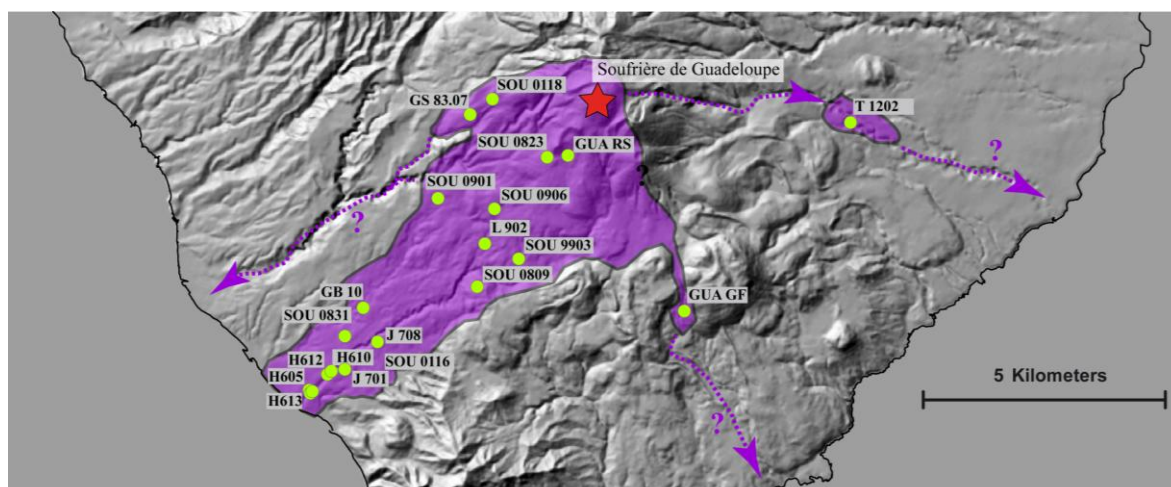 Soufrière de Guadeloupe
SOU 0118
GS 83.07
T 1202
SOU 0823
GUA RS
?
SOU 0901
SOU 0906
?
L 902
SOU 9903
SOU 0809
GB 10
GUA GF
SOU 0831
J 708
H612
H610
SOU 0116
H605
J 701
H613
5 Kilometers
?
?